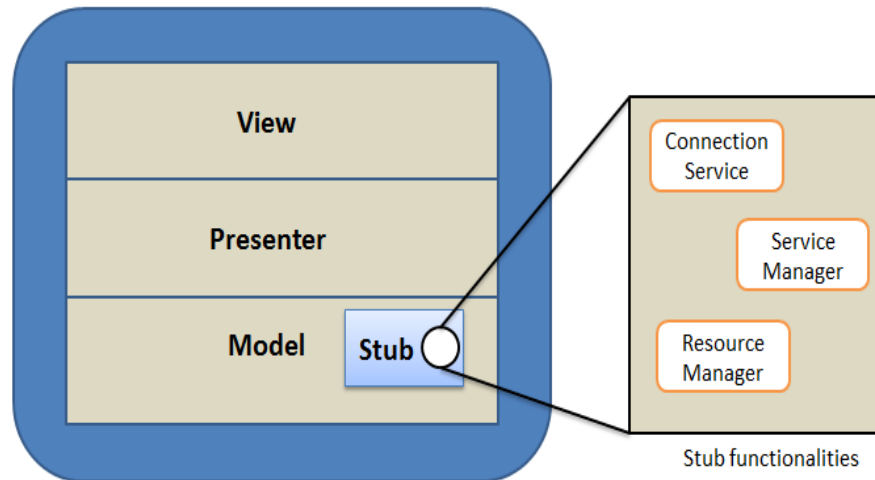 View
Presenter
Model
Stub
Connection
Service
Service
Manager
Resource
Manager
Stub functionalities